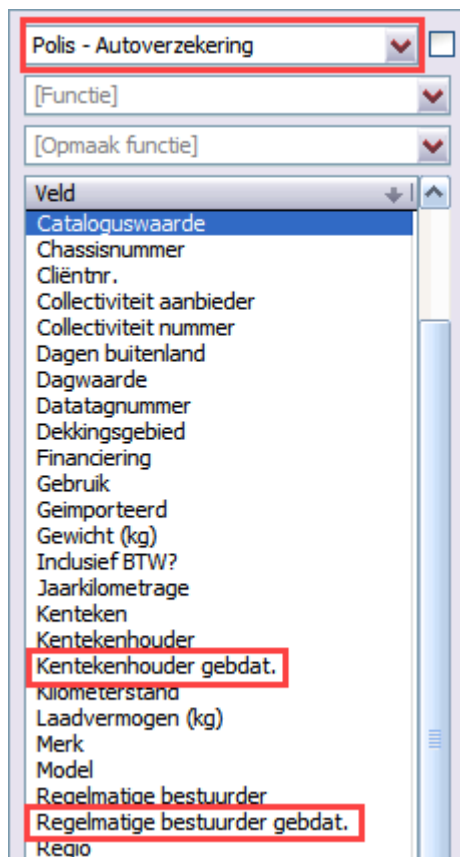 Polis - Autoverzekering
[Functie]
[Opmaak functie]
Veld
Cataloguswaarde
Chassisnummer
Cliëntnr.
Collectiviteit aanbieder
Collectiviteit nummer
Dagen buitenland
Dagwaarde
Datatagnummer
Dekkingsgebied
Financiering
Gebruik
Geimporteerd
Gewicht (kg)
Inclusief BTW?
Jaarkilometrage
Kenteken
Kentekenhouder
Kentekenhouder gebdat.
Kilometerstand
Laadvermogen (kg)
Merk
Model
Regelmatige bestuurder
Regelmatige bestuurder gebdat.
Regio